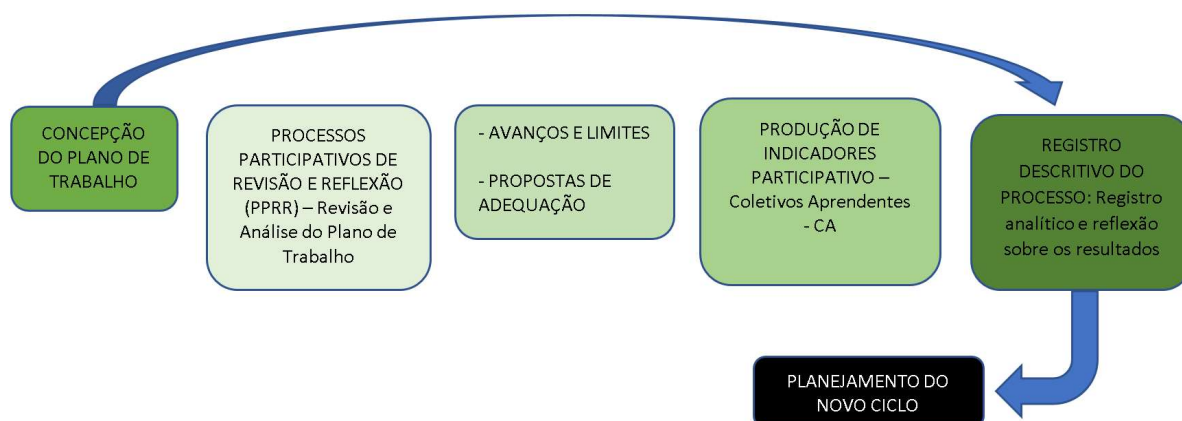 CONCEPÇÃO
DO PLANO DE
TRABALHO
PROCESSOS
PARTICIPATIVOS DE
REVISÃO E REFLEXÃO
(PPRR) – Revisão e
Análise do Plano de
Trabalho
- AVANÇOS E LIMITES
- PROPOSTAS DE
ADEQUAÇÃO
PRODUÇÃO DE
INDICADORES
PARTICIPATIVO –
Coletivos Aprendentes
- CA
REGISTRO
DESCRITIVO DO
PROCESSO: Registro
analítico e reflexão
sobre os resultados
PLANEJAMENTO DO
NOVO CICLO